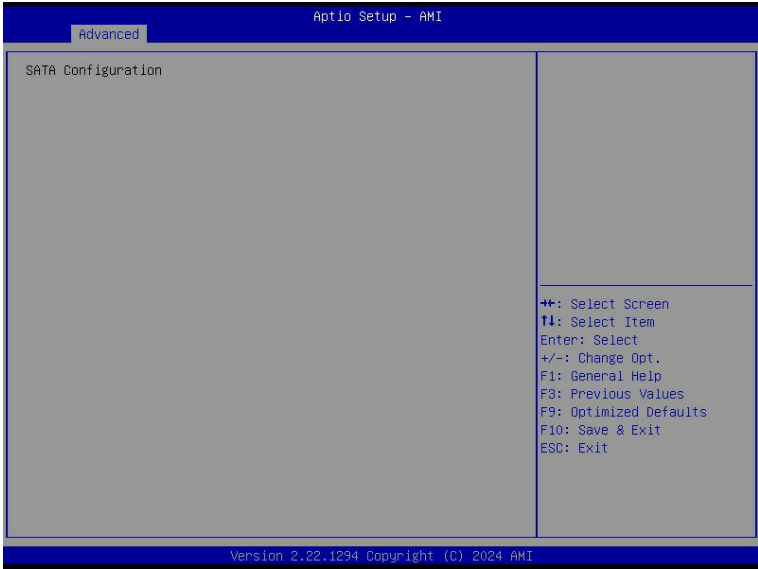 Aptio Setup - AMI
Advanced
SATA Configuration
→←: Select Screen
↑↓: Select Item
Enter: Select
+/-: Change Opt.
F1: General Help
F3: Previous Values
F9: Optimized Defaults
F10: Save & Exit
ESC: Exit
Version 2.22.1294 Copyright (C) 2024 AMI